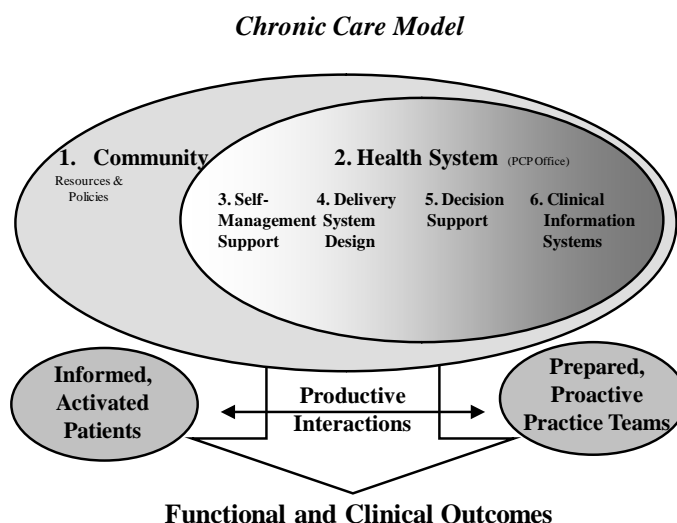 Chronic Care Model
1. Community
Resources &
Policies
2. Health System (PCP Office)
3. Self-
Management
Support
4. Delivery
System
Design
5. Decision
Support
6. Clinical
Information
Systems
Informed,
Activated
Patients
Productive
Interactions
Prepared,
Proactive
Practice Teams
Functional and Clinical Outcomes